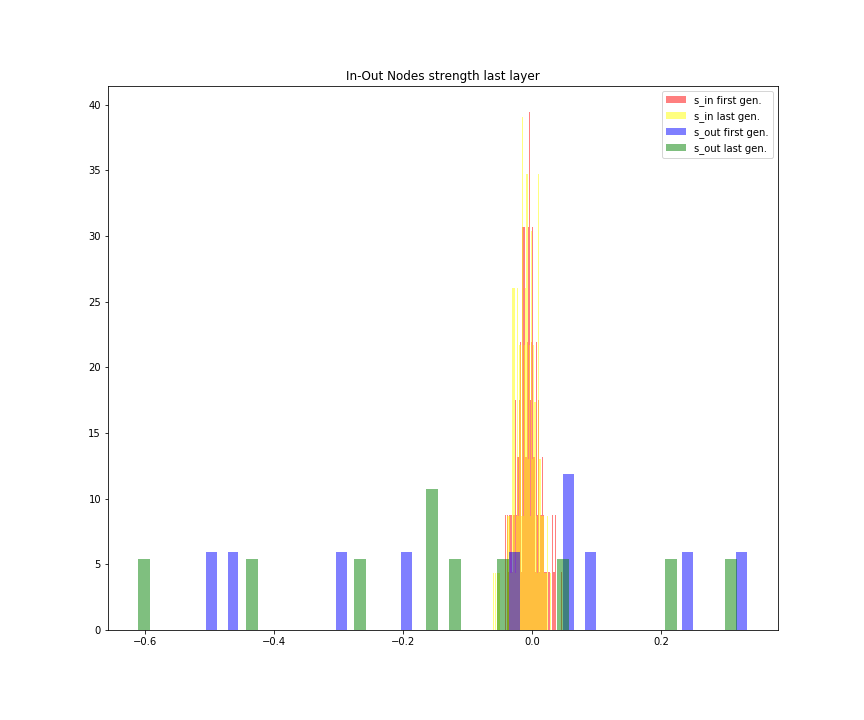 In-Out Nodes strength last layer
s_in first gen.
s_in last gen.
s_out first gen.
s_out last gen.
40
35
30
25
20
15
10
5
0
−0.6
−0.4
−0.2
0.0
0.2